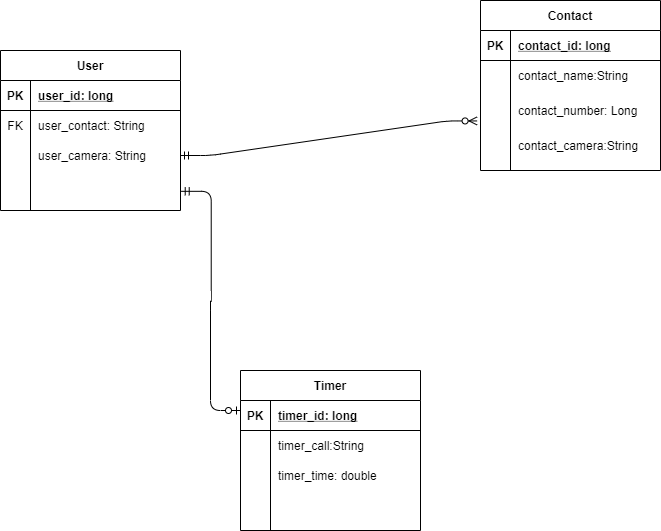 User
PK user_id: long
FK user_contact: String
user_camera: String
Contact
PK contact_id: long
contact_name:String
contact_number: Long
contact_camera:String
Timer
PK timer_id: long
timer_call:String
timer_time: double